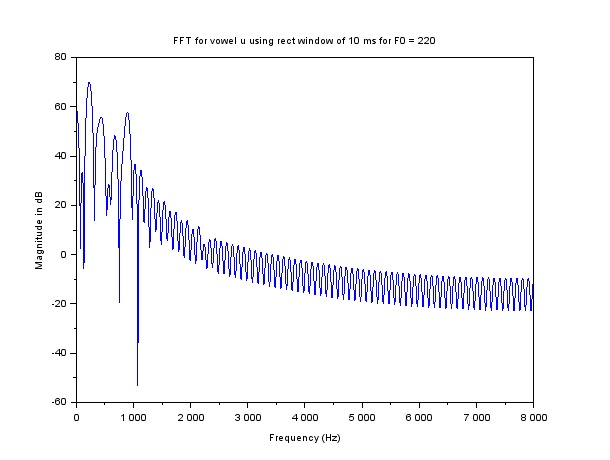 FFT for vowel u using rect window of 10 ms for F0 = 220
80
60
40
20
0
-20
-40
-60
Magnitude in dB
0 1 000 2 000 3 000 4 000 5 000 6 000 7 000 8 000
Frequency (Hz)